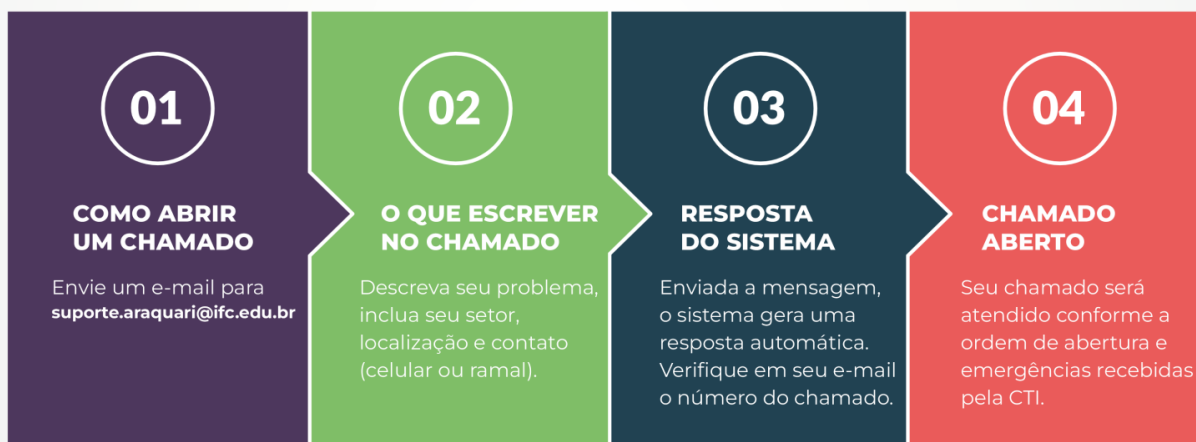 01
COMO ABRIR
UM CHAMADO
Envie um e-mail para
suporte.araquari@ifc.edu.br
02
O QUE ESCREVER
NO CHAMADO
Descreva seu problema,
inclua seu setor,
localização e contato
(celular ou ramal).
03
RESPOSTA
DO SISTEMA
Enviada a mensagem,
o sistema gera uma
resposta automática.
Verifique em seu e-mail
o número do chamado.
04
CHAMADO
ABERTO
Seu chamado será
atendido conforme a
ordem de abertura e
emergências recebidas
pela CTI.